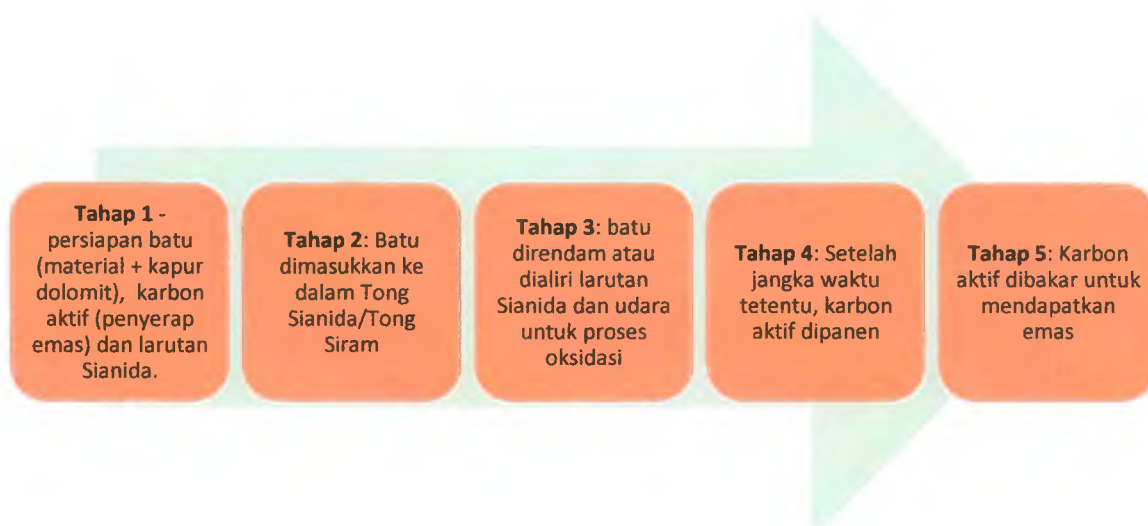 Tahap 1 -
persiapan batu
(material + kapur
dolomit), karbon
aktif (penyerap
emas) dan larutan
Sianida.
Tahap 2: Batu
dimasukkan ke
dalam Tong
Sianida/Tong
Siram
Tahap 3: batu
direndam atau
dialiri larutan
Sianida dan udara
untuk proses
oksidasi
Tahap 4: Setelah
jangka waktu
tetentu, karbon
aktif dipanen
Tahap 5: Karbon
aktif dibakar untuk
mendapatkan
emas